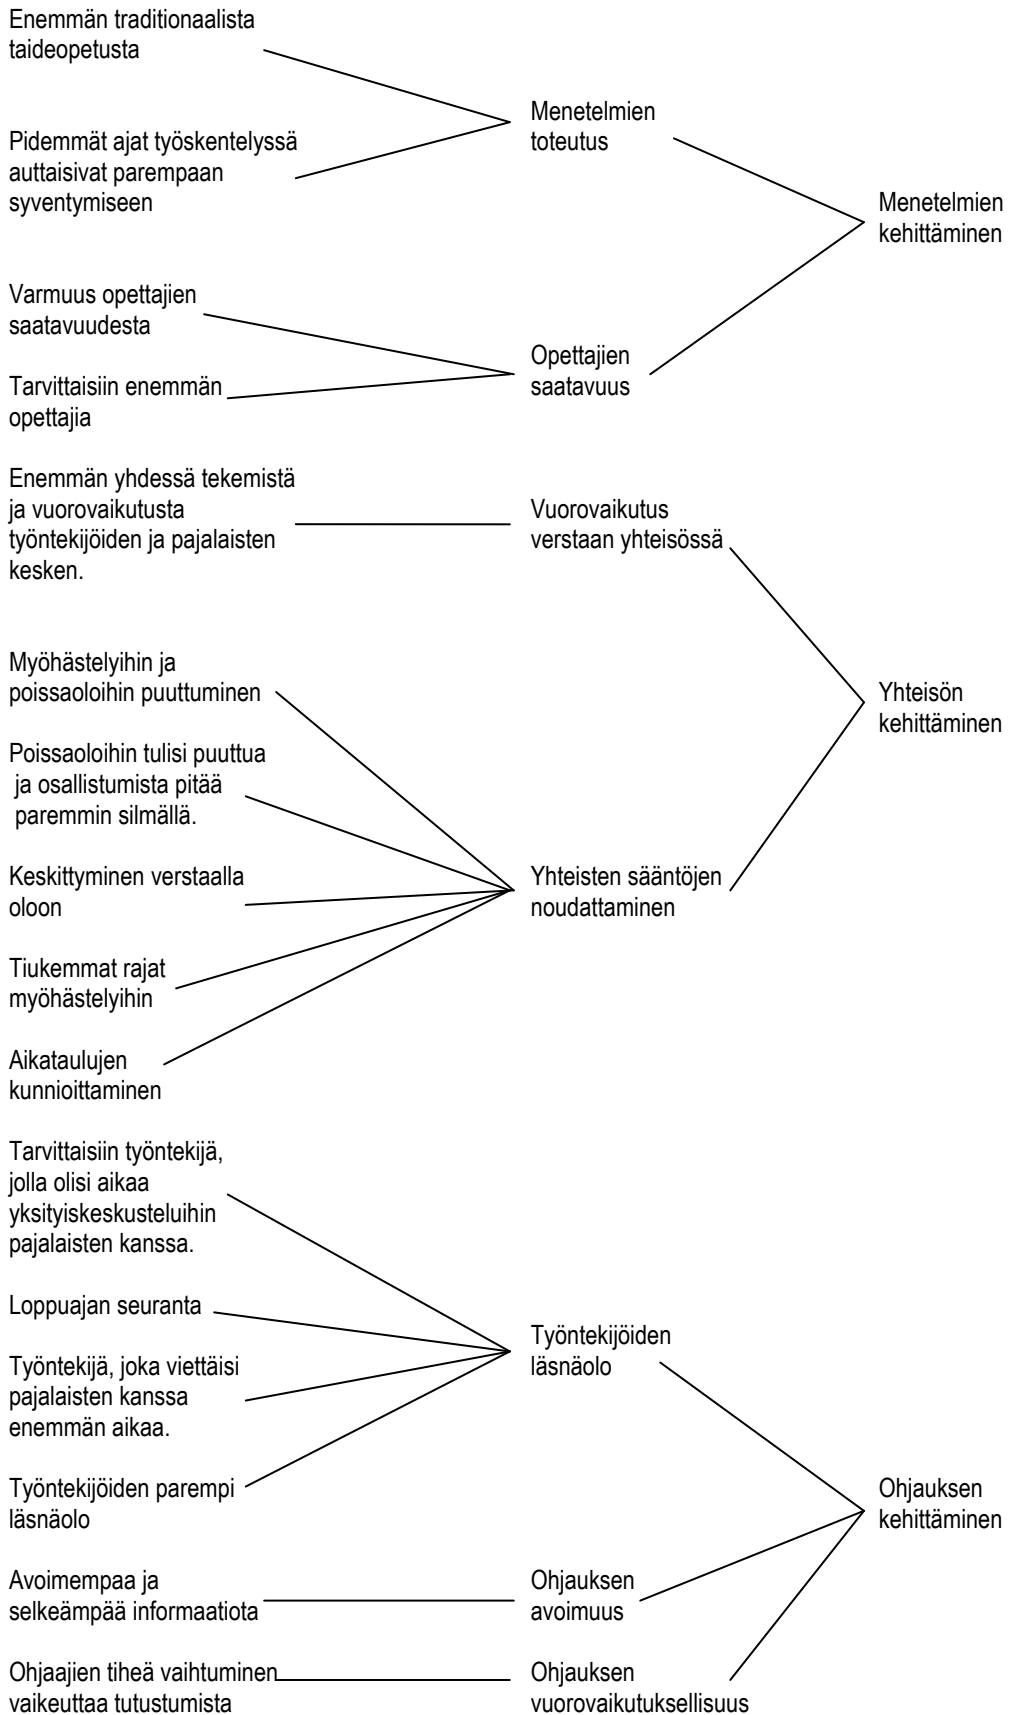 Enemmän traditionaalista
taideopetusta
Pidemmät ajat työskentelyssä
auttaisivat parempaan
syventymiseen
Menetelmien
toteutus
Varmuus opettajien
saatavuudesta
Tarvittaisiin enemmän
opettajia
Opettajien
saatavuus
Menetelmien
kehittäminen
Enemmän yhdessä tekemistä
ja vuorovaikutusta
työntekijöiden ja pajalaisten
kesken.
Vuorovaikutus
verstaan yhteisössä
Myöhästelyihin ja
poissaoloihin puuttuminen
Poissaoloihin tulisi puuttua
ja osallistumista pitää
paremmin silmällä.
Keskittyminen verstaalla
oloon
Tiukemmat rajat
myöhästelyihin
Aikataulujen
kunnioittaminen
Yhteisten sääntöjen
noudattaminen
Yhteisön
kehittäminen
Tarvittaisiin työntekijä,
jolla olisi aikaa
yksityiskeskusteluihin
pajalaisten kanssa.
Loppuajan seuranta
Työntekijä, joka viettäisi
pajalaisten kanssa
enemmän aikaa.
Työntekijöiden parempi
läsnäolo
Työntekijöiden
läsnäolo
Avoimempaa ja
selkeämpää informaatiota
Ohjauksen
avoimuus
Ohjaajien tiheä vaihtuminen
vaikeuttaa tutustumista
Ohjauksen
vuorovaikutuksellisuus
Ohjauksen
kehittäminen